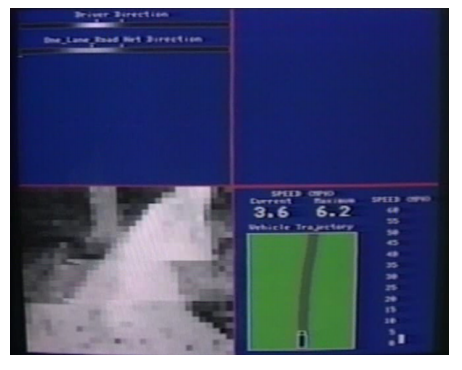 Driver Direction
One_Lane_Road Net Direction
SPEED (MPH)
Current Maximum
3.6 6.2
Vehicle Trajectory
SPEED (MPH)
60
55
50
45
40
35
30
25
20
15
10
5
0